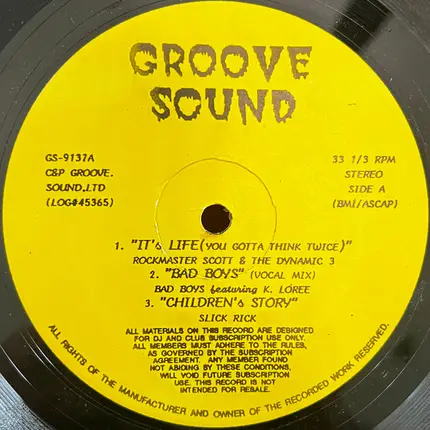 GROOVE
SOUND
GS-9137A
C&P GROOVE.
SOUND,LTD
(LOG#45365)
33 1/3 RPM
STEREO
SIDE A
(BMI/ASCAP)
1. "IT's LIFE(YOU GOTTA THINK TWICE)"
ROCKMASTER SCOTT & THE DYNAMIC 3
2. "BAD BOYS" (VOCAL MIX)
BAD BOYS featuring K. LOREE
3. "CHILDREN's STORY"
SLICK RICK
ALL MATERIALS ON THIS RECORD ARE DESIGNED
FOR DJ AND CLUB SUBSCRIPTION USE ONLY.
ALL MEMBERS MUST ADHERE TO THE RULES,
AS GOVERNED BY THE SUBSCRIPTION
AGREEMENT. ANY MEMBER FOUND
NOT ABIDING BY THESE CONDITIONS,
WILL VOID FUTURE SUBSCRIPTION
USE. THIS RECORD IS NOT
INTENDED FOR RESALE.
ALL RIGHTS OF THE MANUFACTURER AND OWNER OF THE RECORDED WORK RESERVED.